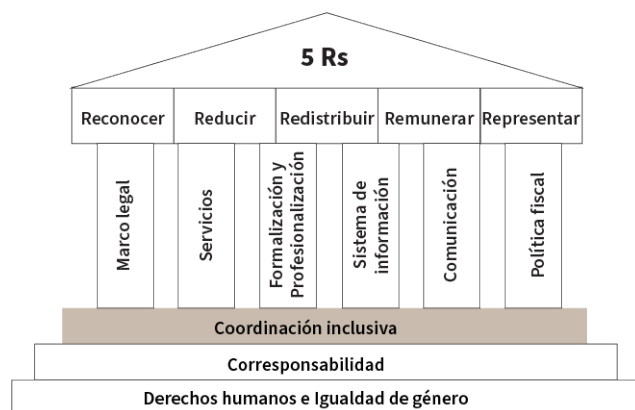 5 Rs
Reconocer
Reducir
Redistribuir
Remunerar
Representar
Marco legal
Servicios
Formalización y
Profesionalización
Sistema de
información
Comunicación
Política fiscal
Coordinación inclusiva
Corresponsabilidad
Derechos humanos e Igualdad de género